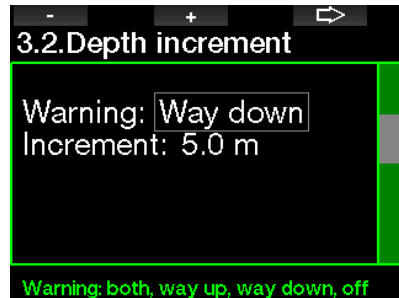 - +
3.2.Depth increment
Warning: Way down
Increment: 5.0 m
Warning: both, way up, way down, off